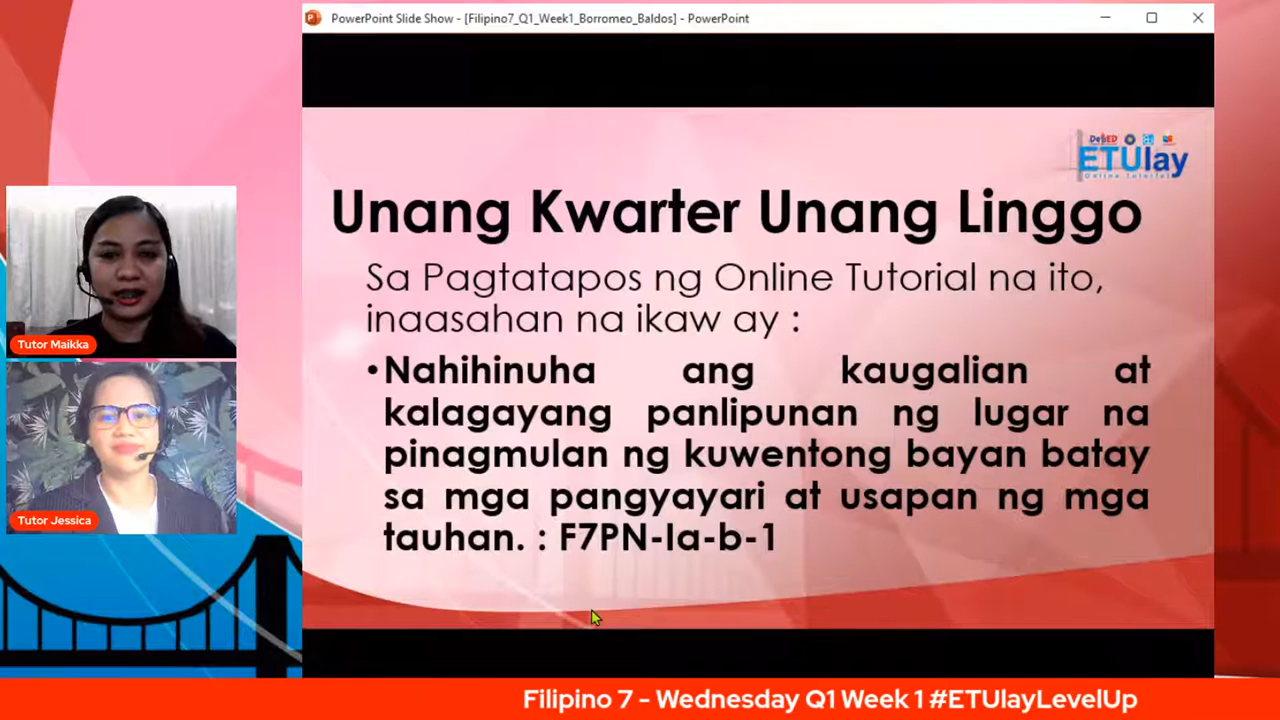 PowerPoint Slide Show - [Filipino7_Q1_Week1_Borromeo_Baldos] - PowerPoint
DepED
ETUlay
Online Tutorial
Unang Kwarter Unang Linggo
Sa Pagtatapos ng Online Tutorial na ito,
inaasahan na ikaw ay :
•Nahihinuha ang kaugalian at
kalagayang panlipunan ng lugar na
pinagmulan ng kuwentong bayan batay
sa mga pangyayari at usapan ng mga
tauhan. : F7PN-Ia-b-1
Tutor Maikka
Tutor Jessica
Filipino 7 - Wednesday Q1 Week 1 #ETUlayLevelUp